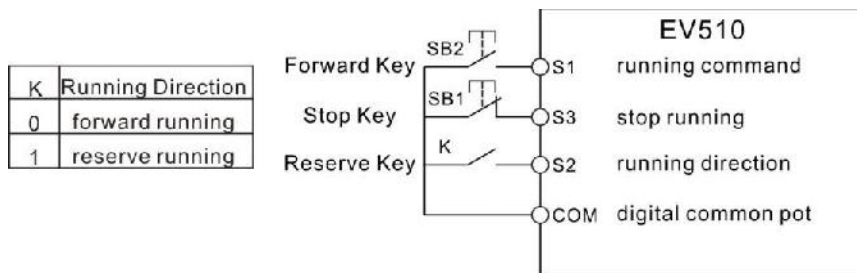 K Running Direction
0 forward running
1 reserve running
EV510
Forward Key SB2 S1 running command
Stop Key SB1 S3 stop running
Reserve Key K S2 running direction
COM digital common pot